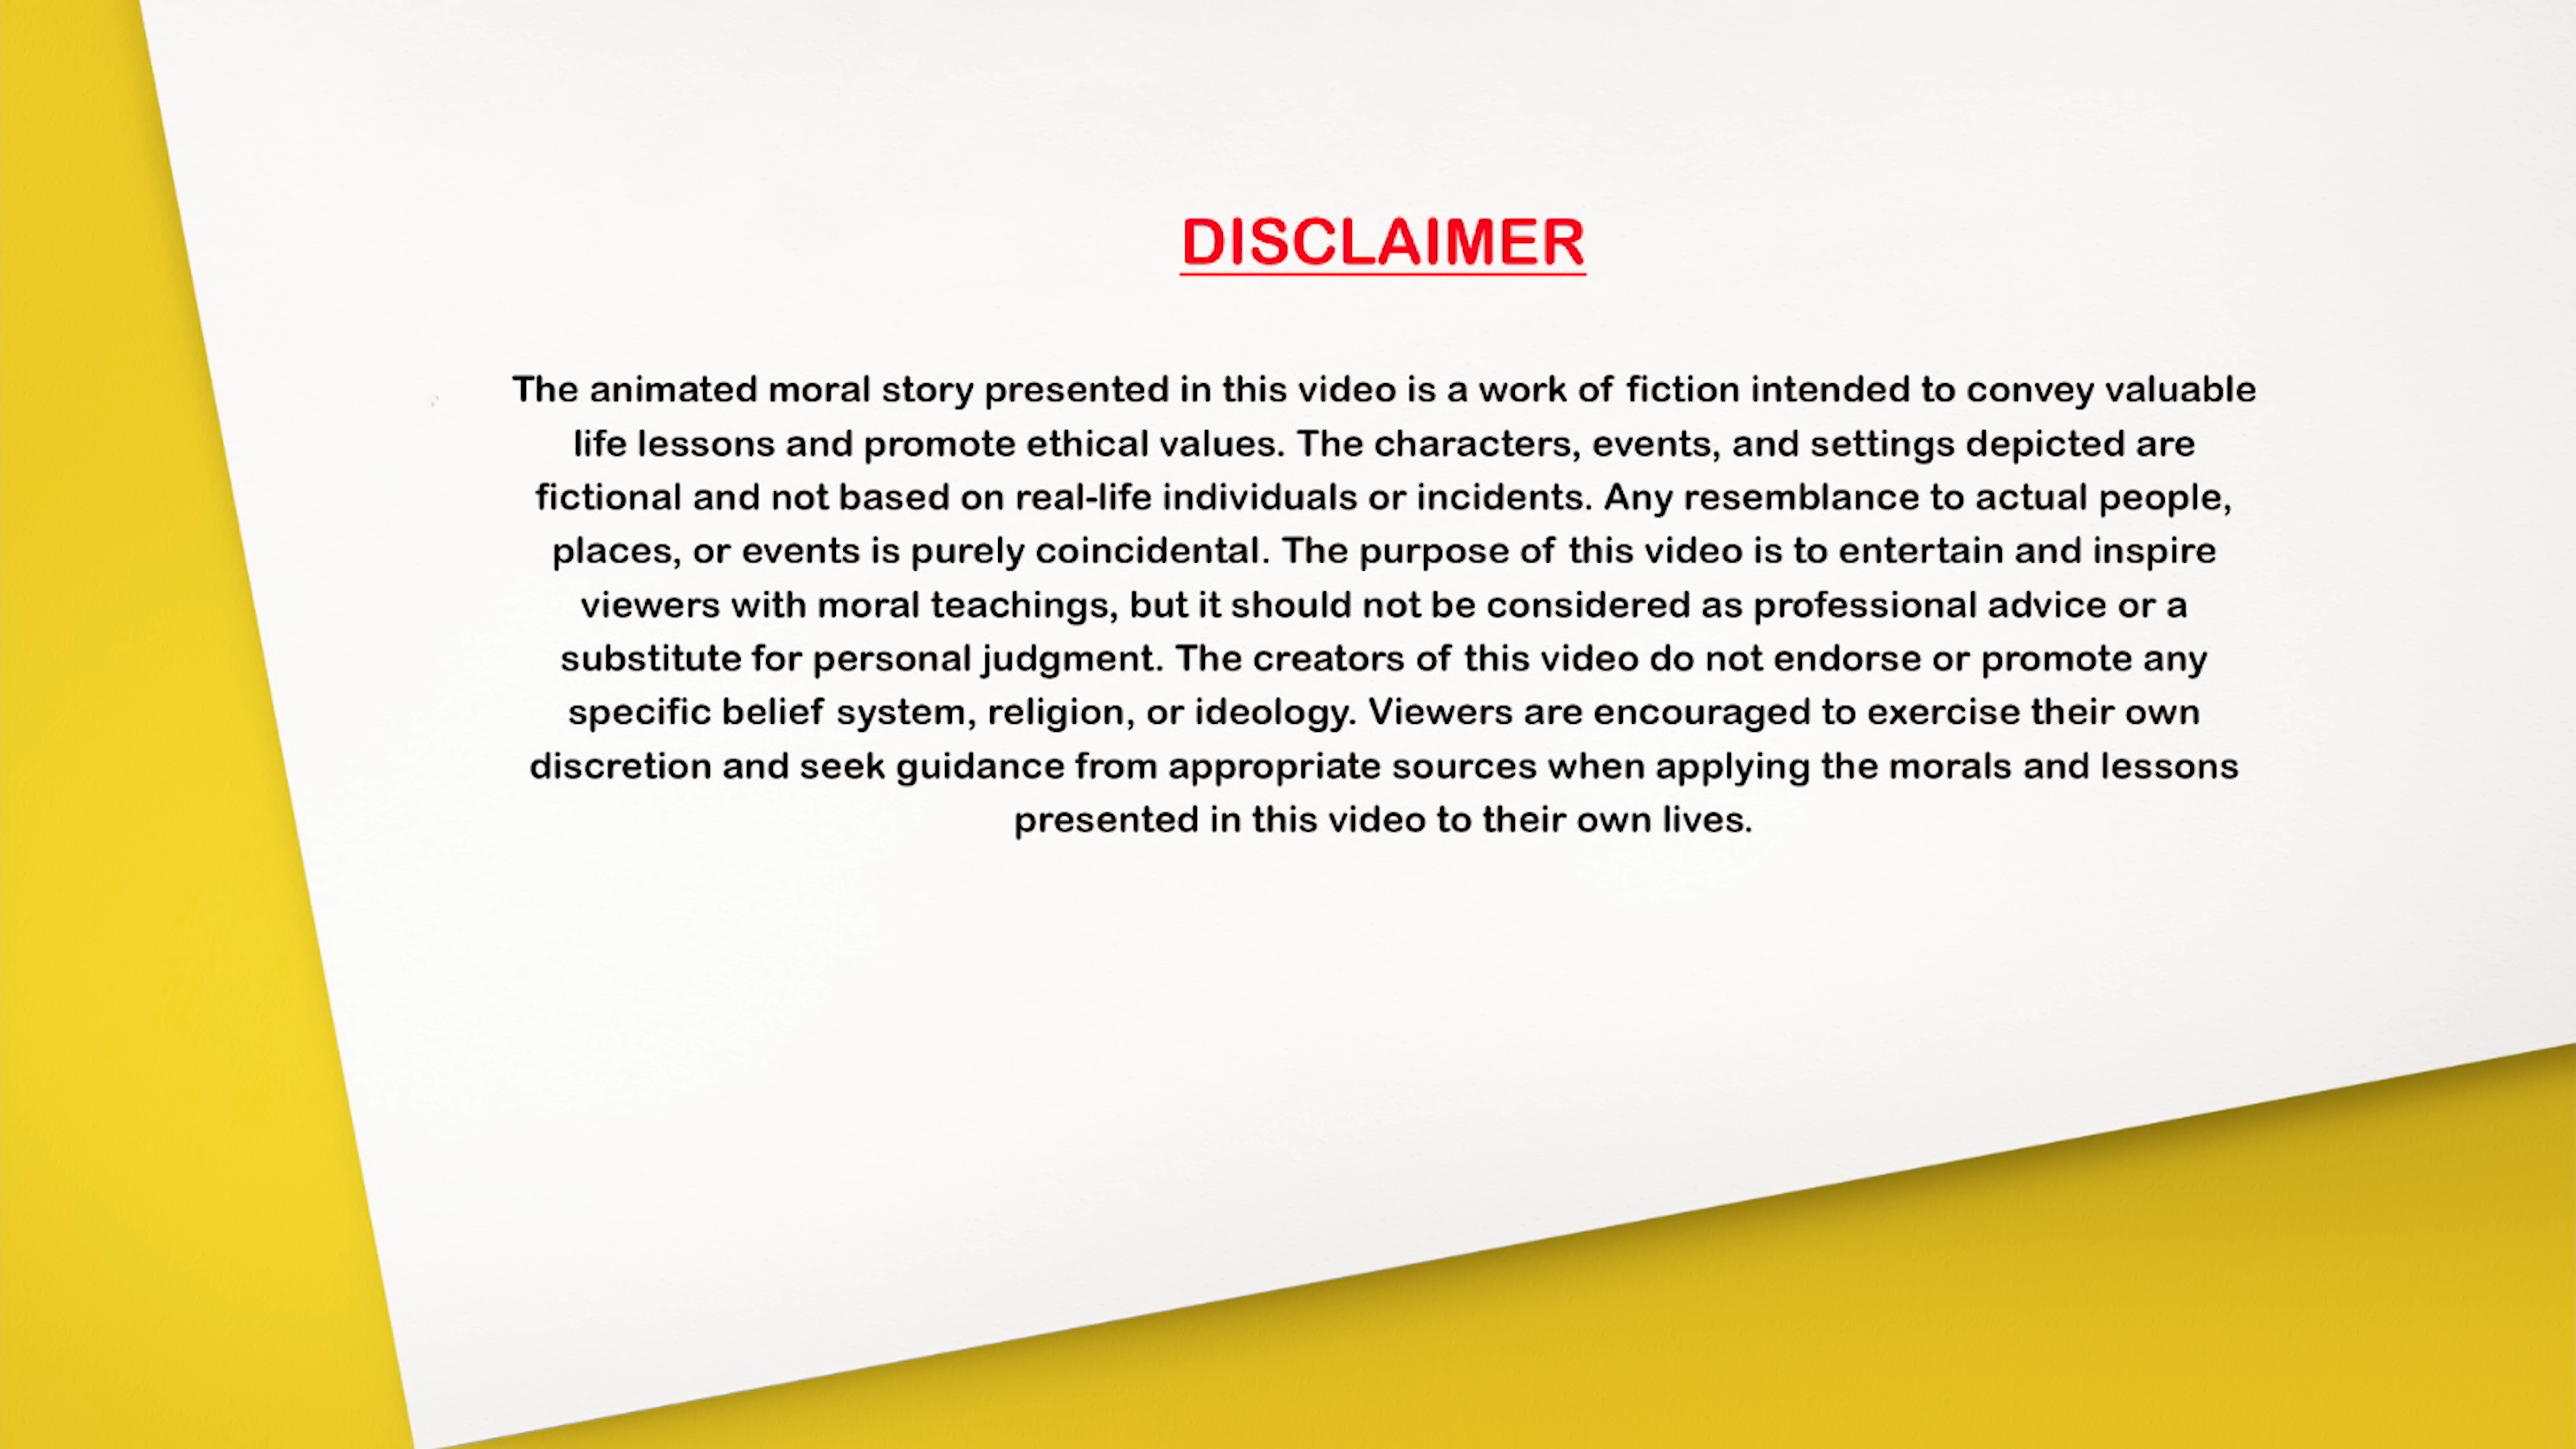 DISCLAIMER
The animated moral story presented in this video is a work of fiction intended to convey valuable
life lessons and promote ethical values. The characters, events, and settings depicted are
fictional and not based on real-life individuals or incidents. Any resemblance to actual people,
places, or events is purely coincidental. The purpose of this video is to entertain and inspire
viewers with moral teachings, but it should not be considered as professional advice or a
substitute for personal judgment. The creators of this video do not endorse or promote any
specific belief system, religion, or ideology. Viewers are encouraged to exercise their own
discretion and seek guidance from appropriate sources when applying the morals and lessons
presented in this video to their own lives.